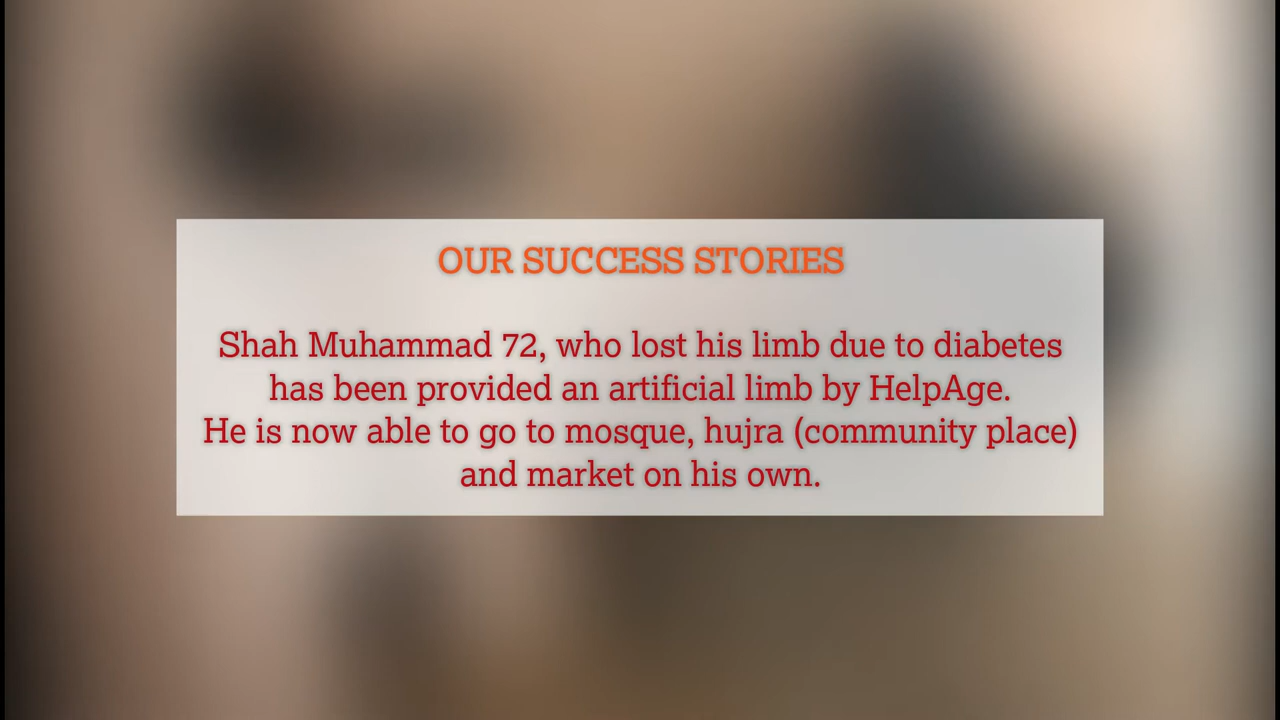 OUR SUCCESS STORIES
Shah Muhammad 72, who lost his limb due to diabetes
has been provided an artificial limb by HelpAge.
He is now able to go to mosque, hujra (community place)
and market on his own.